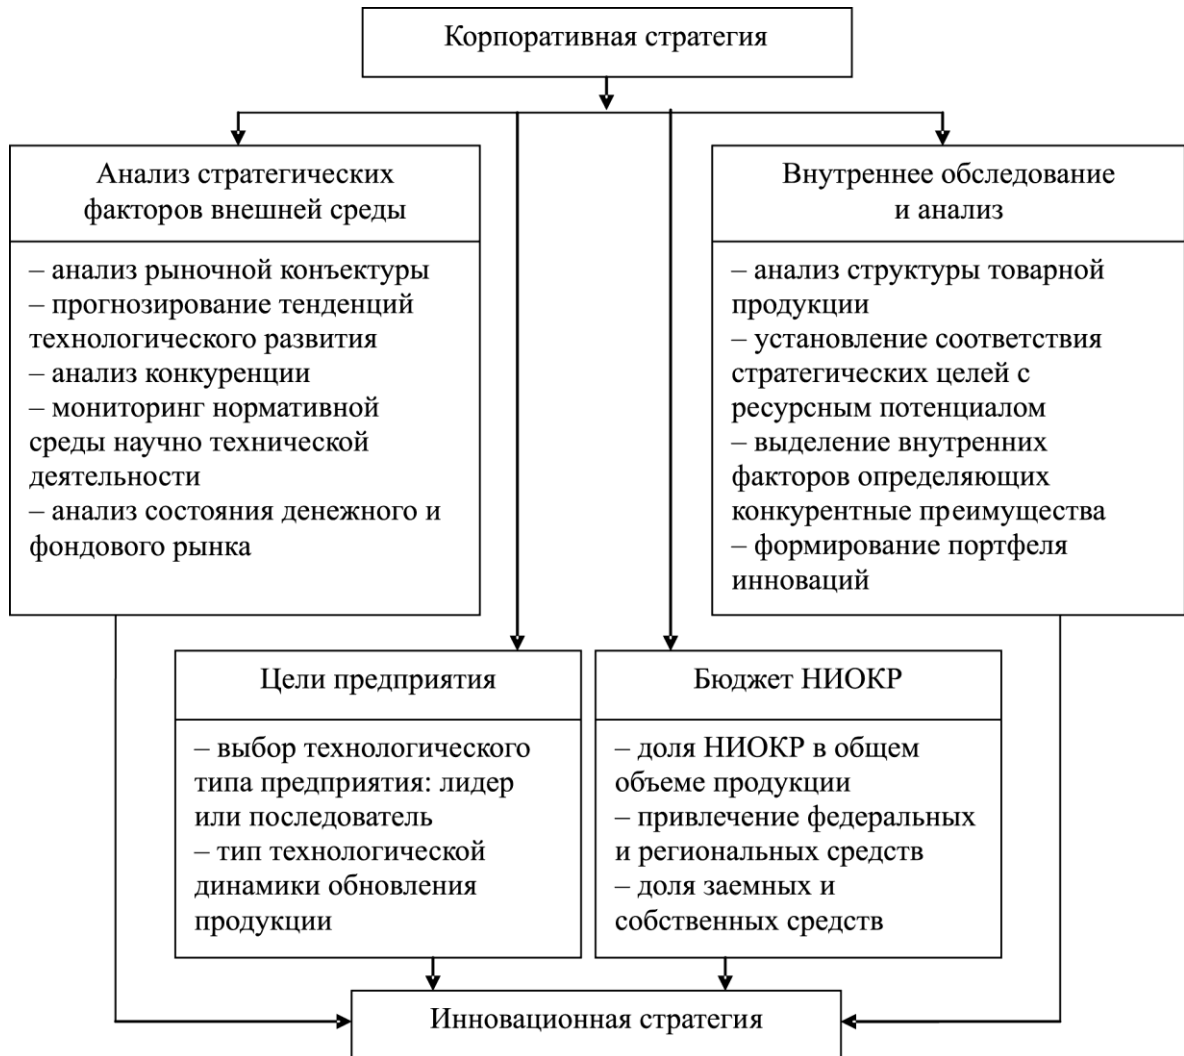 Корпоративная стратегия
Анализ стратегических
факторов внешней среды
– анализ рыночной конъектуры
– прогнозирование тенденций
технологического развития
– анализ конкуренции
– мониторинг нормативной
среды научно технической
деятельности
– анализ состояния денежного и
фондового рынка
Внутреннее обследование
и анализ
– анализ структуры товарной
продукции
– установление соответствия
стратегических целей с
ресурсным потенциалом
– выделение внутренних
факторов определяющих
конкурентные преимущества
– формирование портфеля
инноваций
Цели предприятия
– выбор технологического
типа предприятия: лидер
или последователь
– тип технологической
динамики обновления
продукции
Бюджет НИОКР
– доля НИОКР в общем
объеме продукции
– привлечение федеральных
и региональных средств
– доля заемных и
собственных средств
Инновационная стратегия